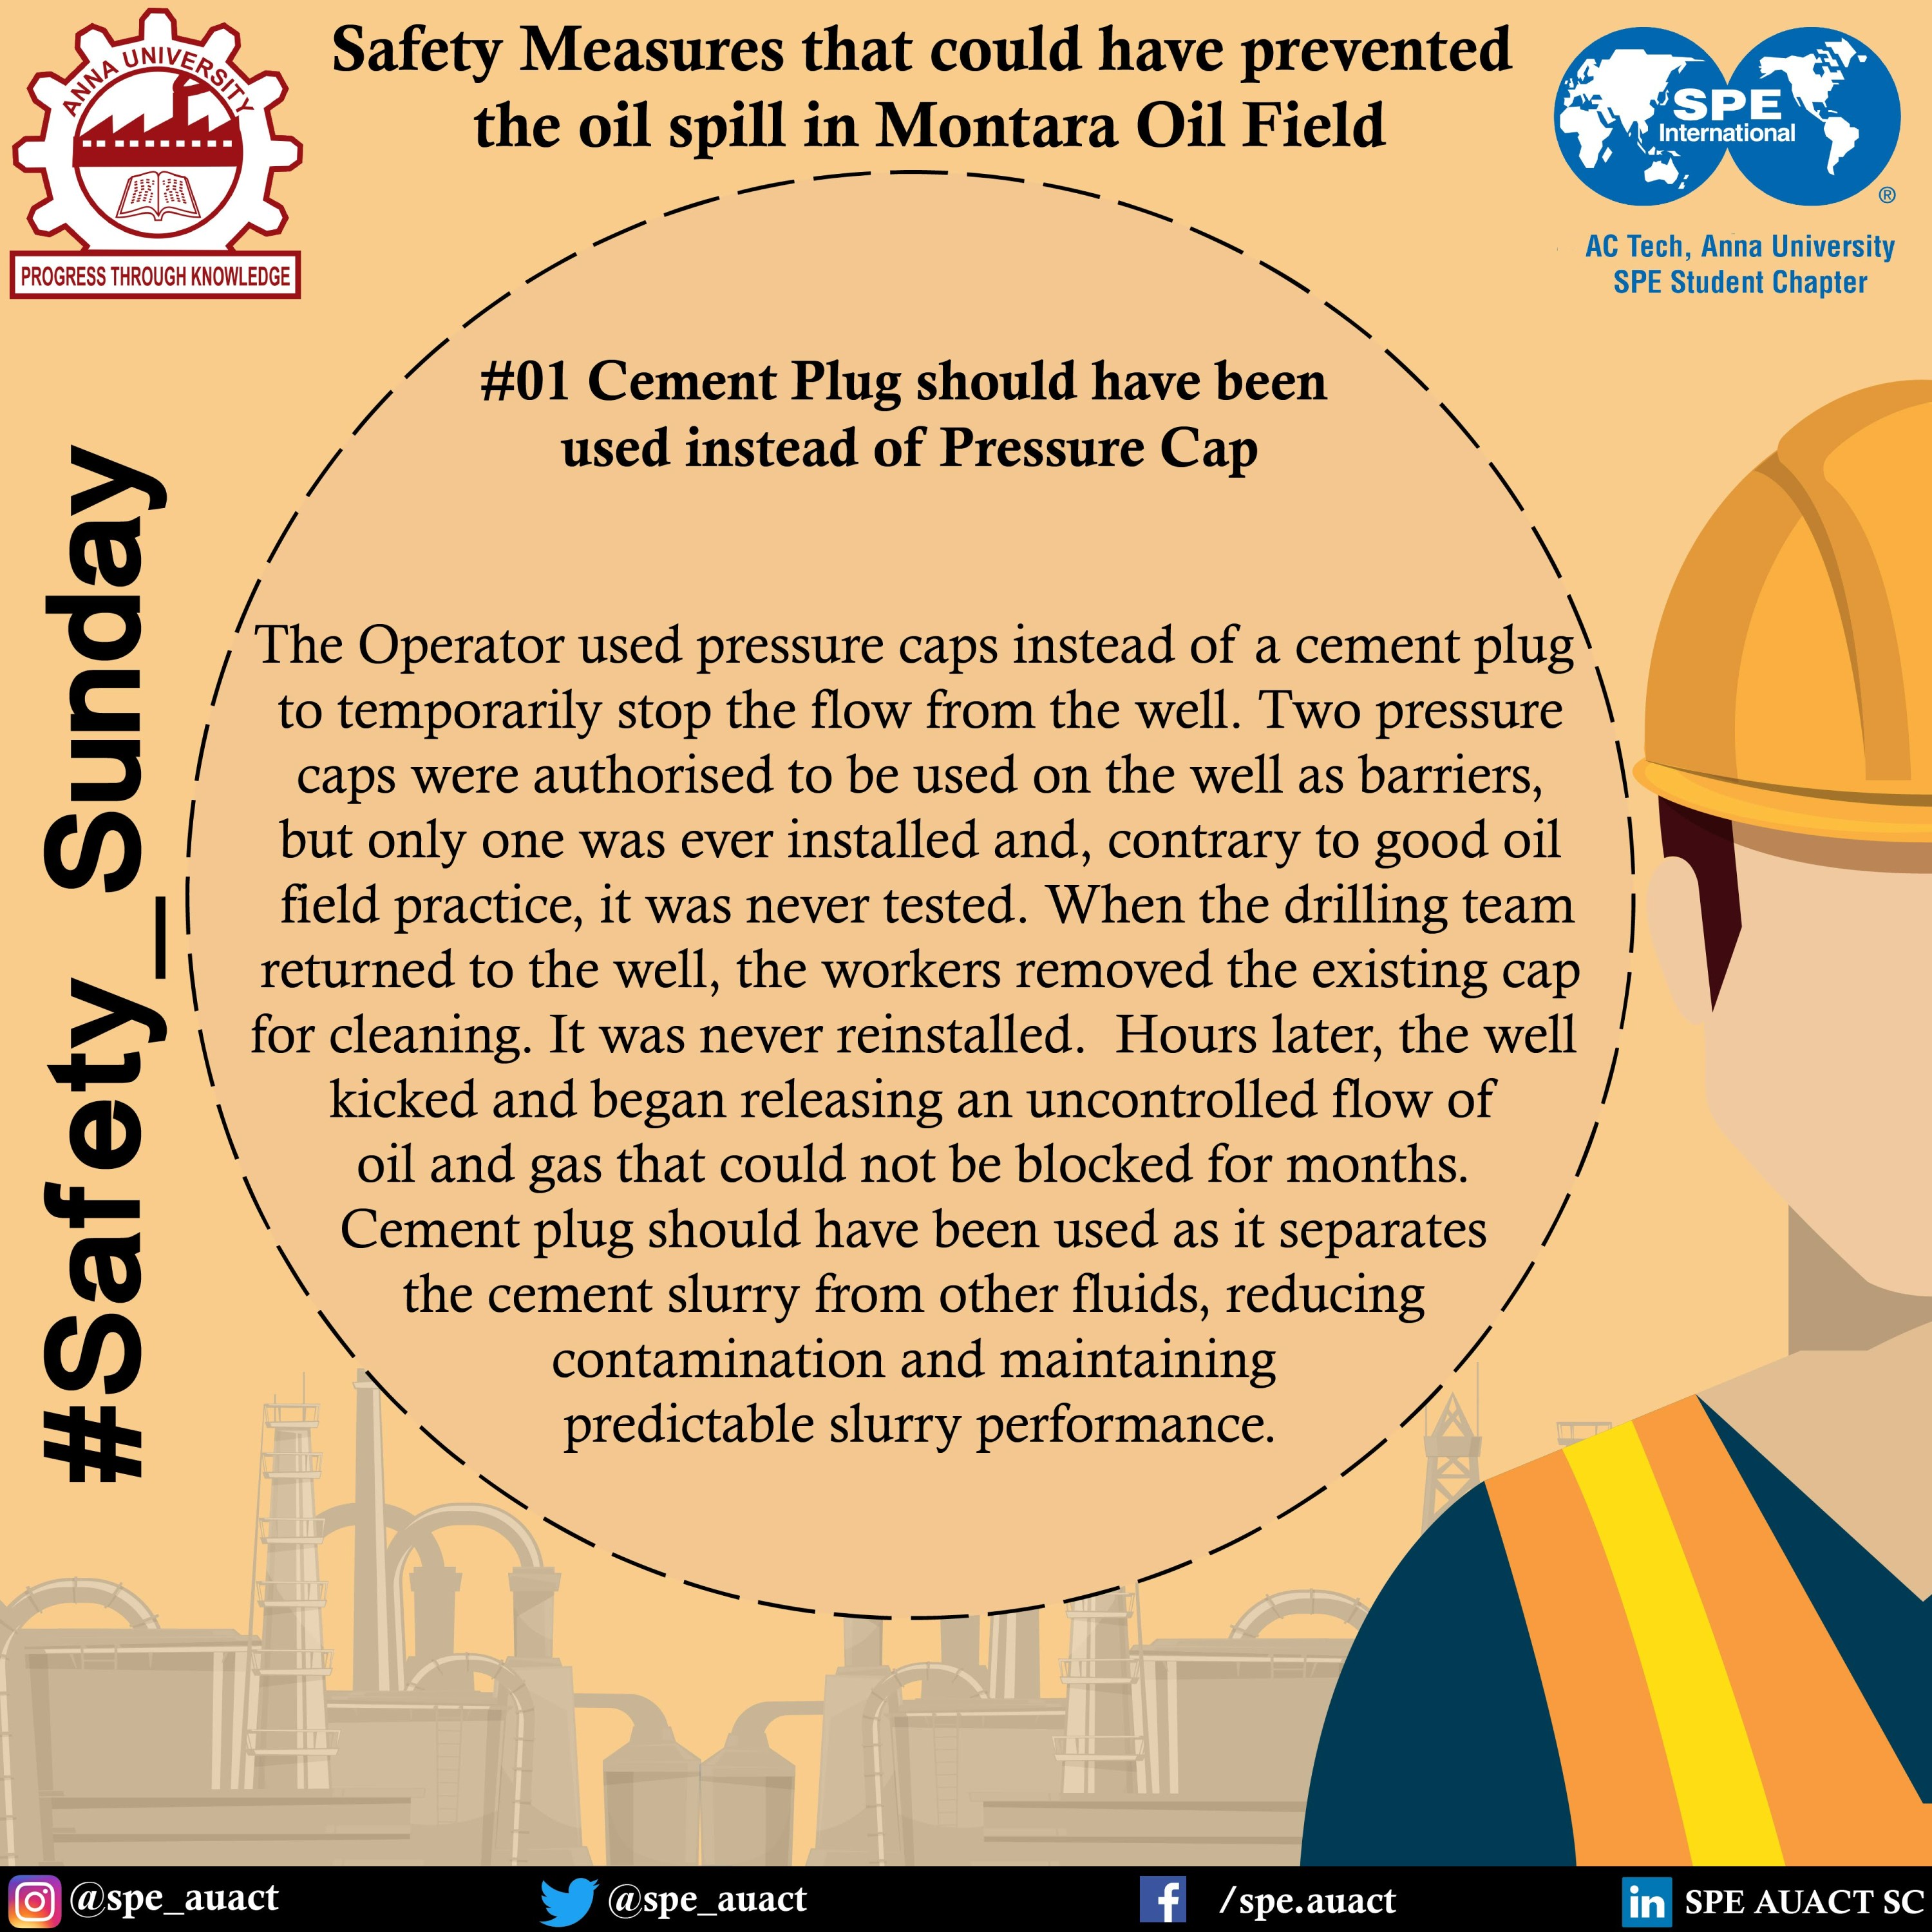 Safety Measures that could have prevented
the oil spill in Montara Oil Field
ANNA UNIVERSITY
PROGRESS THROUGH KNOWLEDGE
SPE
International
®
AC Tech, Anna University
SPE Student Chapter
#Safety_Sunday
#01 Cement Plug should have been
used instead of Pressure Cap
The Operator used pressure caps instead of a cement plug
to temporarily stop the flow from the well. Two pressure
caps were authorised to be used on the well as barriers,
but only one was ever installed and, contrary to good oil
field practice, it was never tested. When the drilling team
returned to the well, the workers removed the existing cap
for cleaning. It was never reinstalled. Hours later, the well
kicked and began releasing an uncontrolled flow of
oil and gas that could not be blocked for months.
Cement plug should have been used as it separates
the cement slurry from other fluids, reducing
contamination and maintaining
predictable slurry performance.
@spe_auact
@spe_auact
f /spe.auact
in SPE AUACT SC